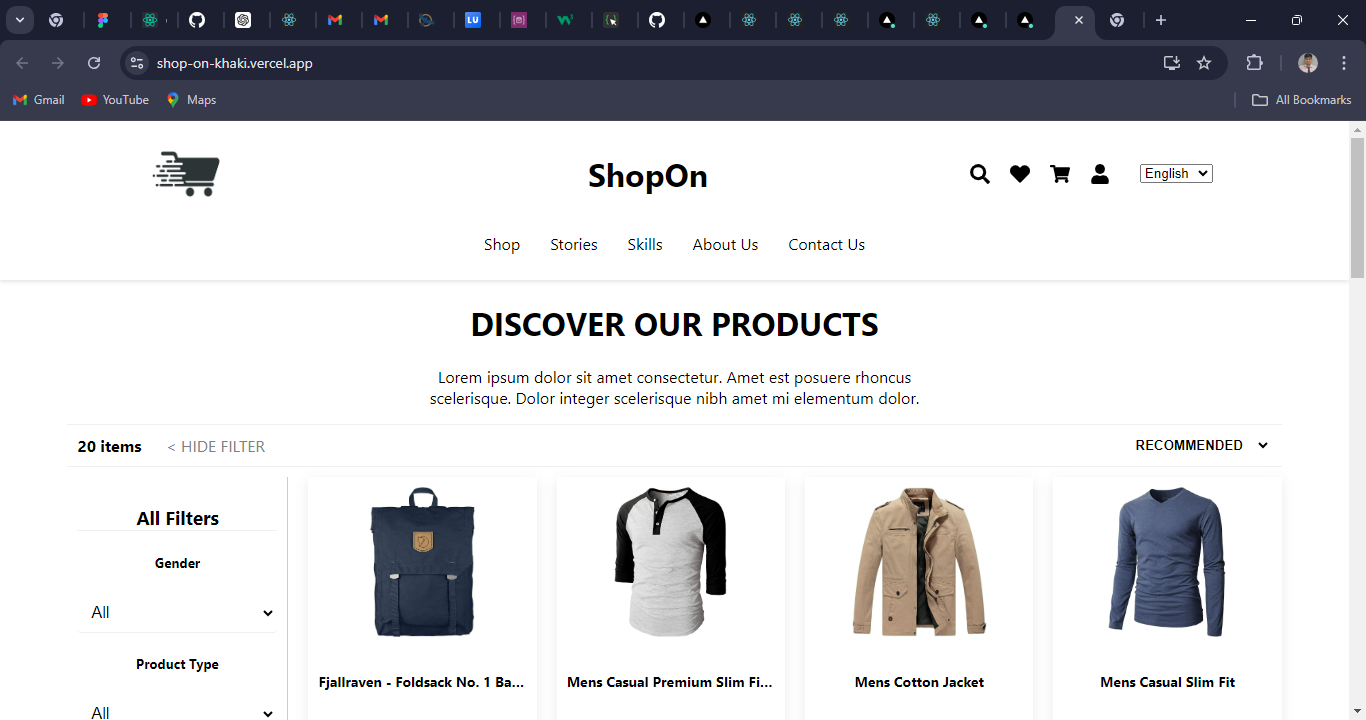 shop-on-khaki.vercel.app
Gmail YouTube Maps All Bookmarks
ShopOn
English
Shop Stories Skills About Us Contact Us
DISCOVER OUR PRODUCTS
Lorem ipsum dolor sit amet consectetur. Amet est posuere rhoncus
scelerisque. Dolor integer scelerisque nibh amet mi elementum dolor.
20 items < HIDE FILTER RECOMMENDED
All Filters
Gender
All
Product Type
All
Fjallraven - Foldsack No. 1 Ba...
Mens Casual Premium Slim Fi...
Mens Cotton Jacket
Mens Casual Slim Fit